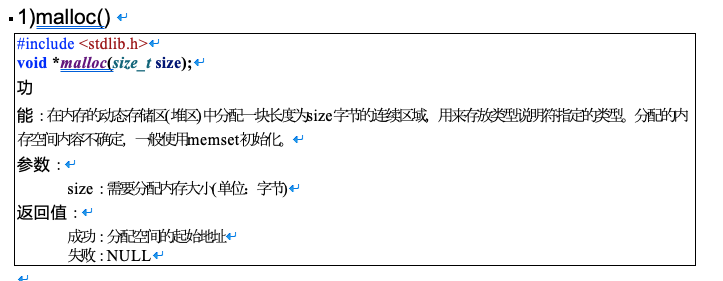 1)malloc()
#include <stdlib.h>
void *malloc(size_t size);
功
能：在内存的动态存储区(堆区)中分配一块长度为size字节的连续区域，用来存放类型说明符指定的类型。分配的内
存空间内容不确定，一般使用memset初始化。
参数：
size：需要分配内存大小(单位：字节)
返回值：
成功：分配空间的起始地址
失败：NULL